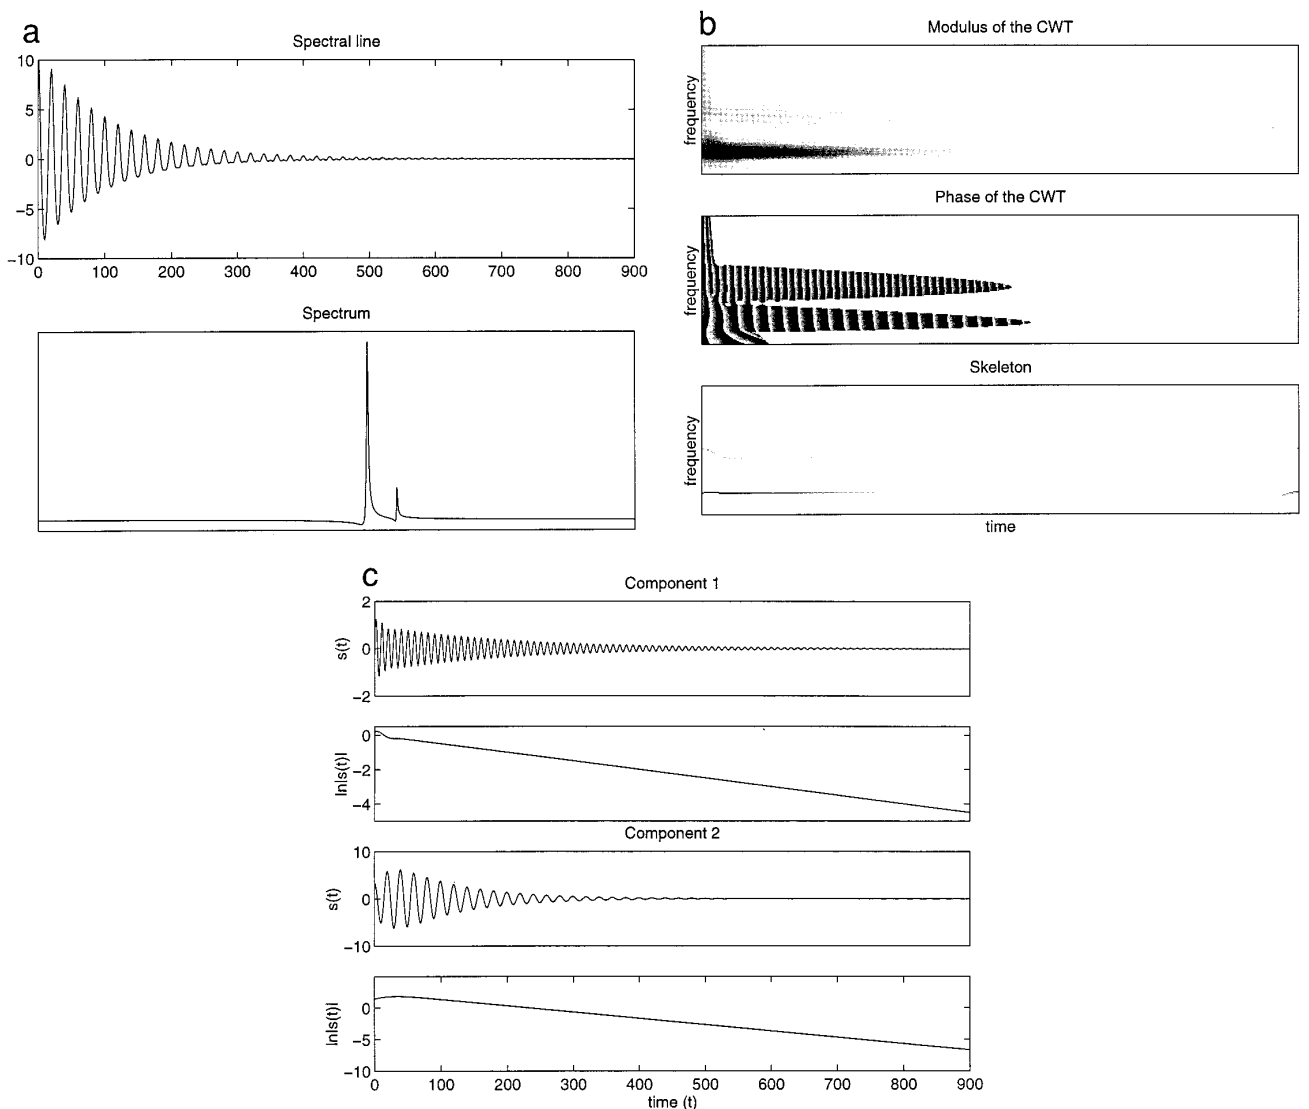 a
Spectral line
10
5
0
−5
−10
0 100 200 300 400 500 600 700 800 900
Spectrum
b
Modulus of the CWT
frequency
Phase of the CWT
frequency
Skeleton
frequency
time
c
Component 1
2
0
−2
s(t)
0
−2
−4
ln|s(t)|
Component 2
10
0
−10
s(t)
0
−5
−10
ln|s(t)|
0 100 200 300 400 500 600 700 800 900
time (t)